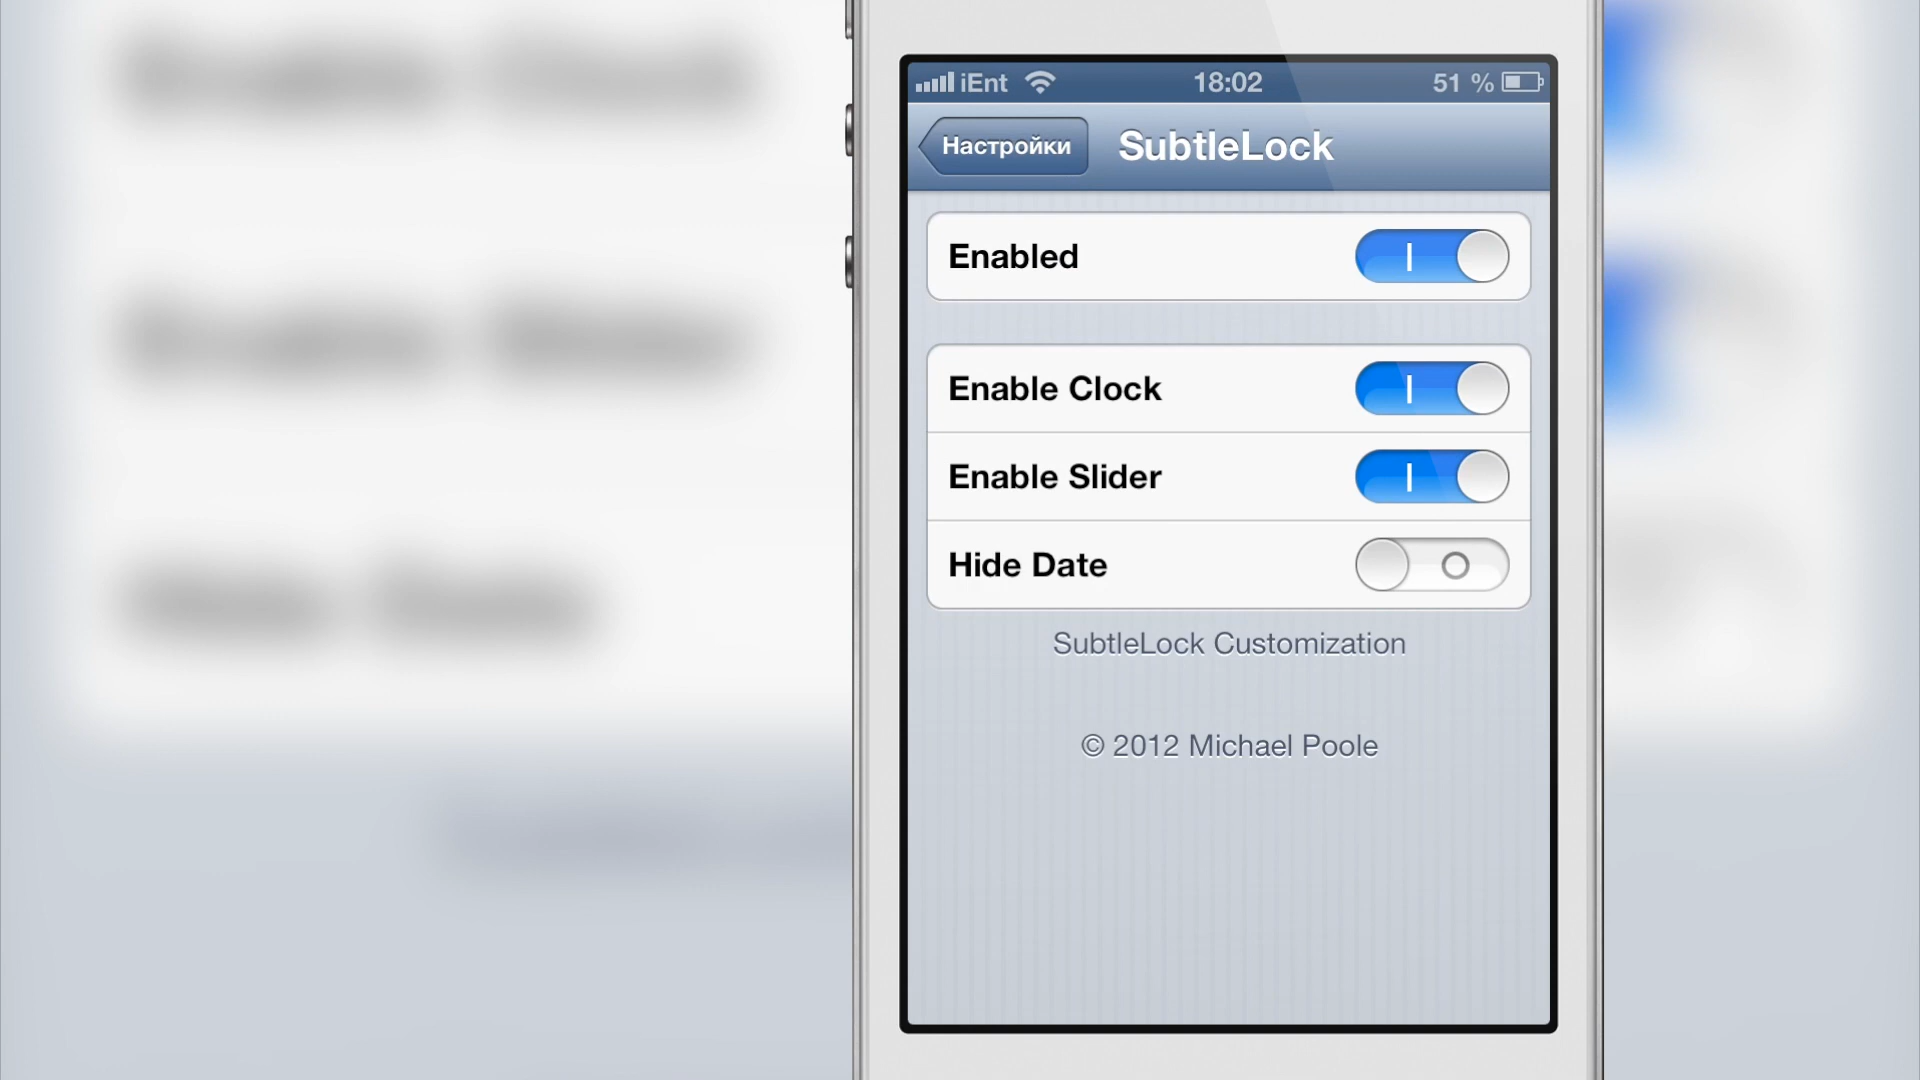 iEnt 18:02 51 %
Настройки SubtleLock
Enabled
Enable Clock
Enable Slider
Hide Date
SubtleLock Customization
© 2012 Michael Poole